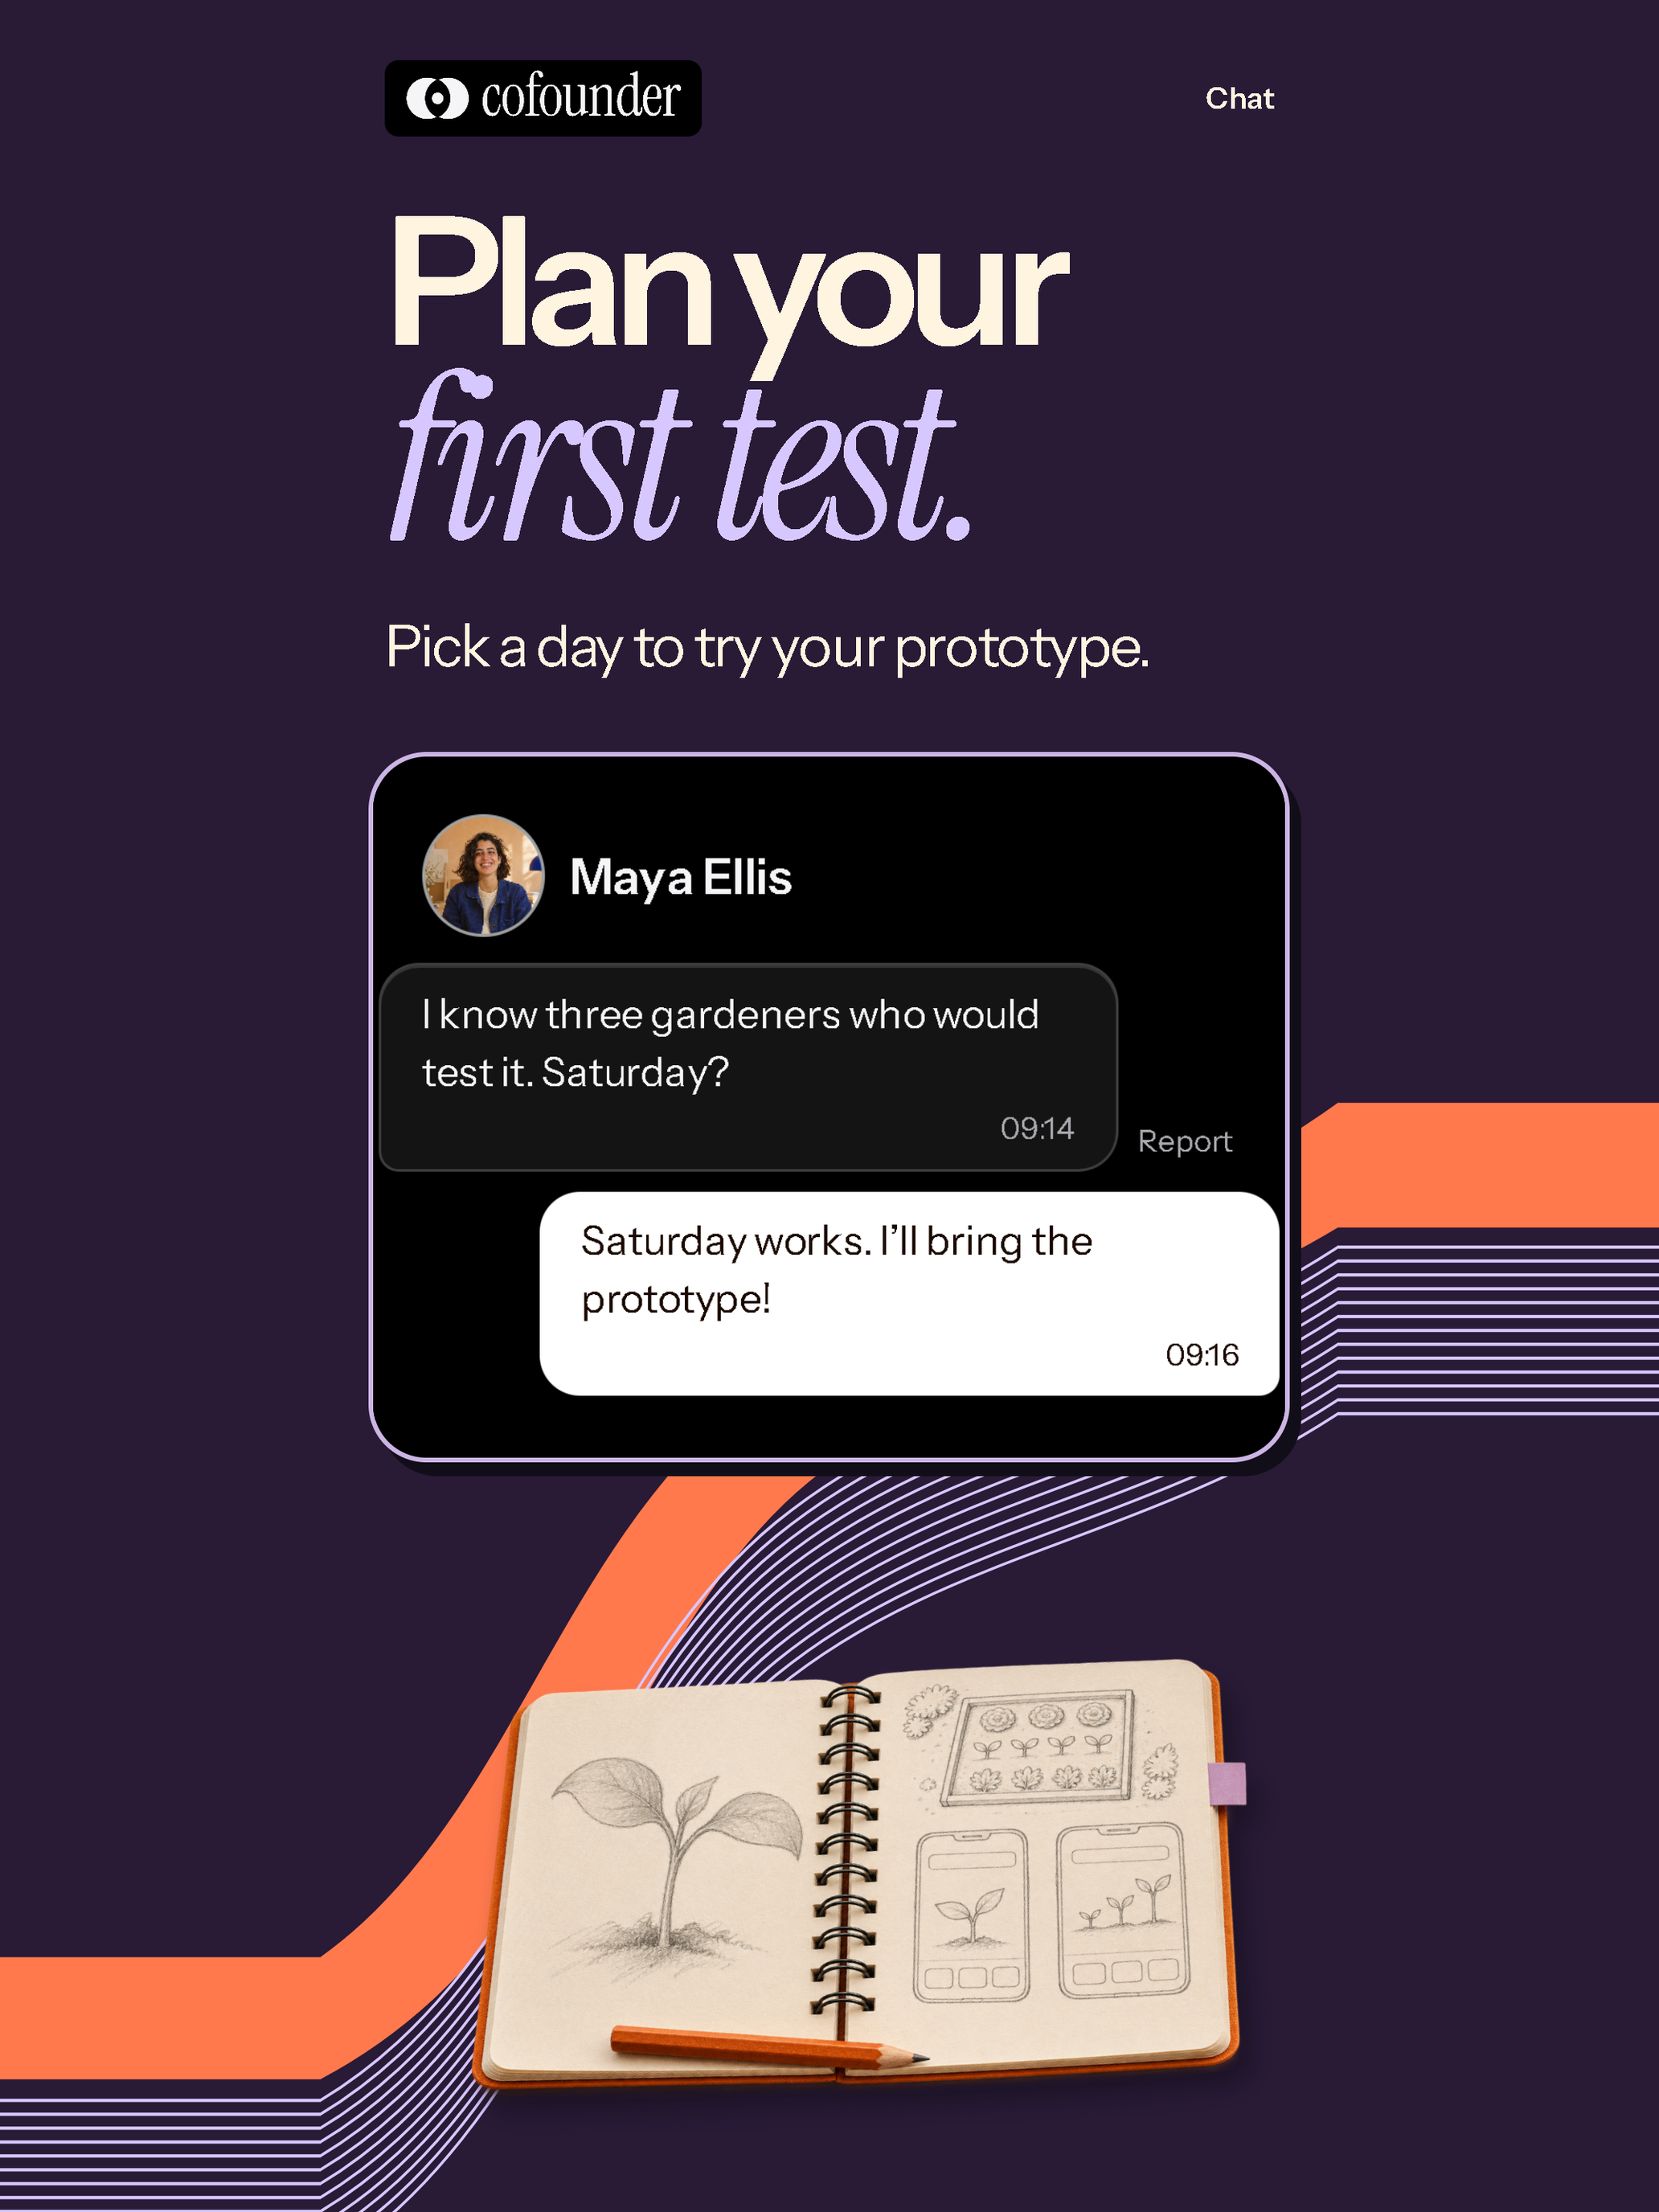 cofounder
Chat
Plan your
first test.
Pick a day to try your prototype.
Maya Ellis
I know three gardeners who would
test it. Saturday?
09:14
Report
Saturday works. I’ll bring the
prototype!
09:16